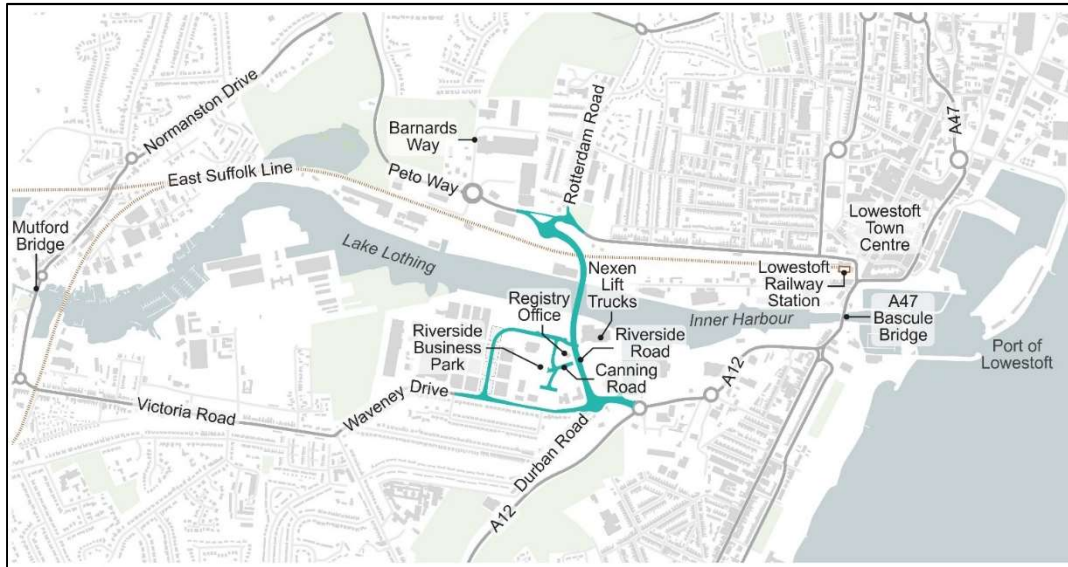 Normanston Drive
A47
Barnards
Way
Rotterdam Road
East Suffolk Line
Peto Way
Mutford
Bridge
Lowestoft
Town
Centre
Lake Lothing
Nexen
Lift
Trucks
Lowestoft
Railway
Station
Registry
Office
Inner Harbour
A47
Bascule
Bridge
Riverside
Business
Park
Riverside
Road
Port of
Lowestoft
Canning
Road
A12
Waveney Drive
Victoria Road
Durban Road
A12